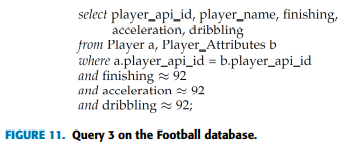 select player_api_id, player_name, finishing,
acceleration, dribbling
from Player a, Player_Attributes b
where a.player_api_id = b.player_api_id
and finishing ≈ 92
and acceleration ≈ 92
and dribbling ≈ 92;
FIGURE 11. Query 3 on the Football database.